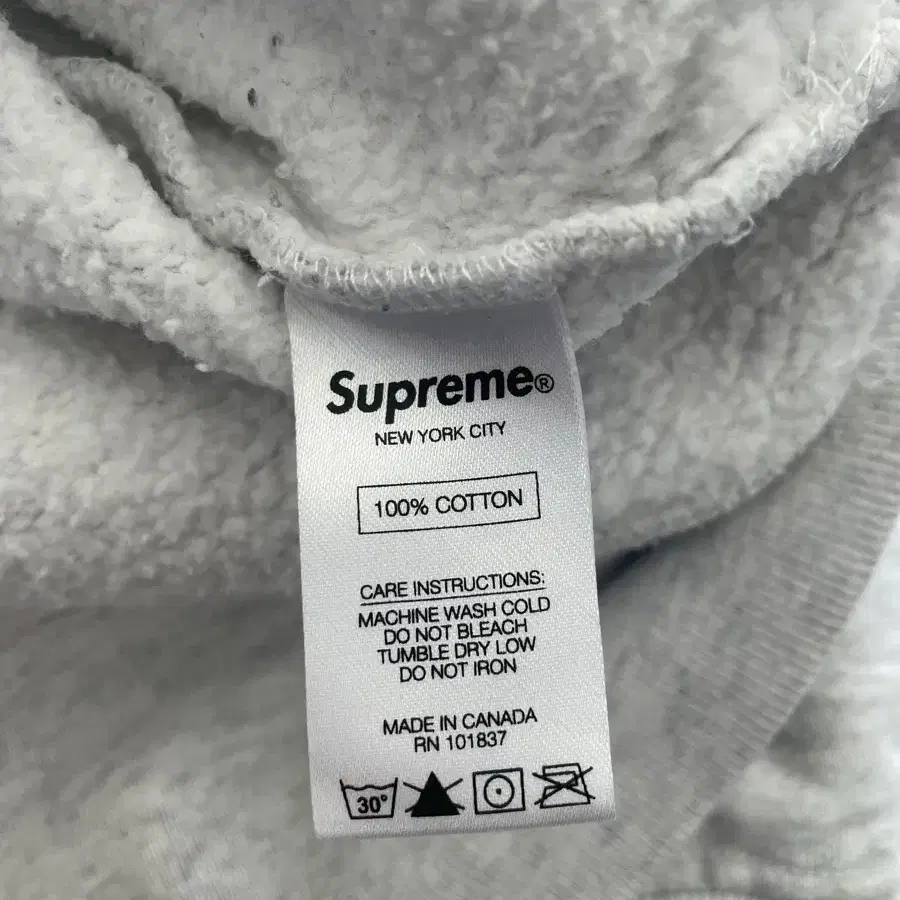 Supreme®
NEW YORK CITY
100% COTTON
CARE INSTRUCTIONS:
MACHINE WASH COLD
DO NOT BLEACH
TUMBLE DRY LOW
DO NOT IRON
MADE IN CANADA
RN 101837
30°